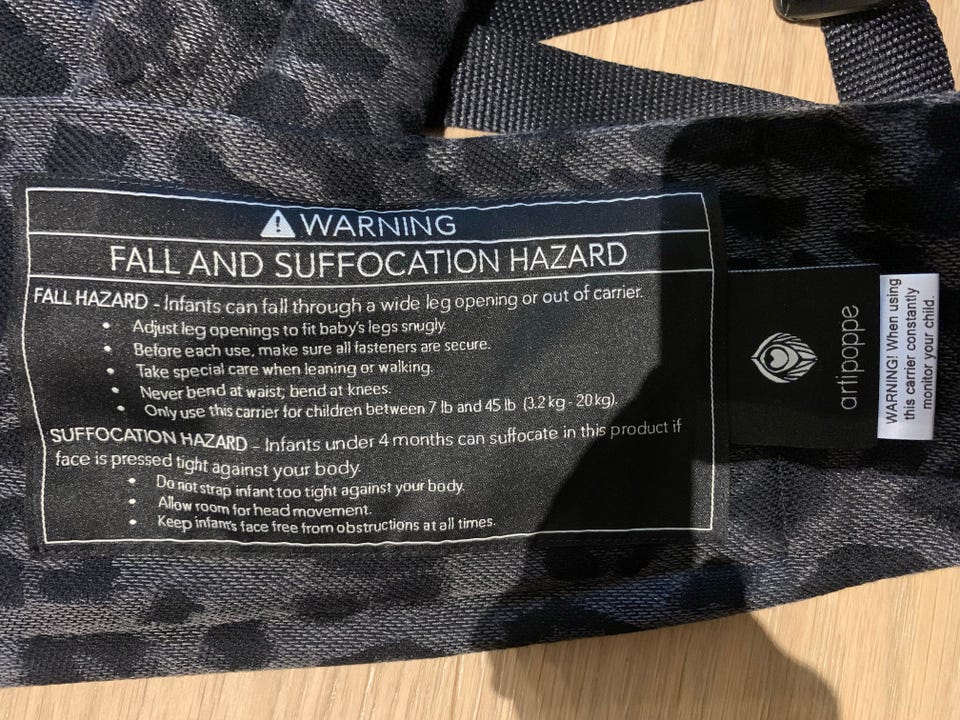 WARNING
FALL AND SUFFOCATION HAZARD
FALL HAZARD - Infants can fall through a wide leg opening or out of carrier.
• Adjust leg openings to fit baby's legs snugly.
• Before each use, make sure all fasteners are secure.
• Take special care when leaning or walking.
• Never bend at waist; bend at knees.
• Only use this carrier for children between 7 lb and 45 lb (3.2 kg - 20 kg).
SUFFOCATION HAZARD - Infants under 4 months can suffocate in this product if
face is pressed tight against your body.
• Do not strap infant too tight against your body.
• Allow room for head movement.
• Keep infant's face free from obstructions at all times.
artipoppe
WARNING! When using
this carrier constantly
monitor your child.